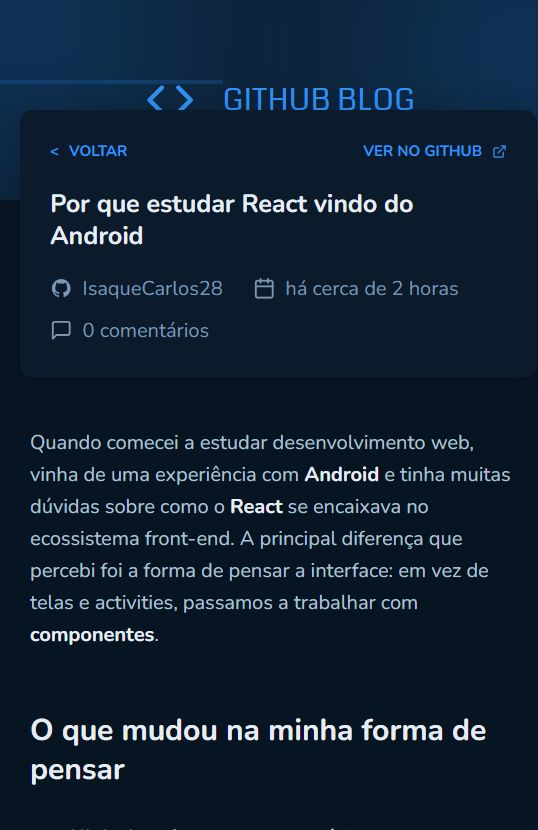 < > GITHUB BLOG
< VOLTAR VER NO GITHUB
Por que estudar React vindo do
Android
IsaqueCarlos28 há cerca de 2 horas
0 comentários
Quando comecei a estudar desenvolvimento web,
vinha de uma experiência com Android e tinha muitas
dúvidas sobre como o React se encaixava no
ecossistema front-end. A principal diferença que
percebi foi a forma de pensar a interface: em vez de
telas e activities, passamos a trabalhar com
componentes.
O que mudou na minha forma de
pensar